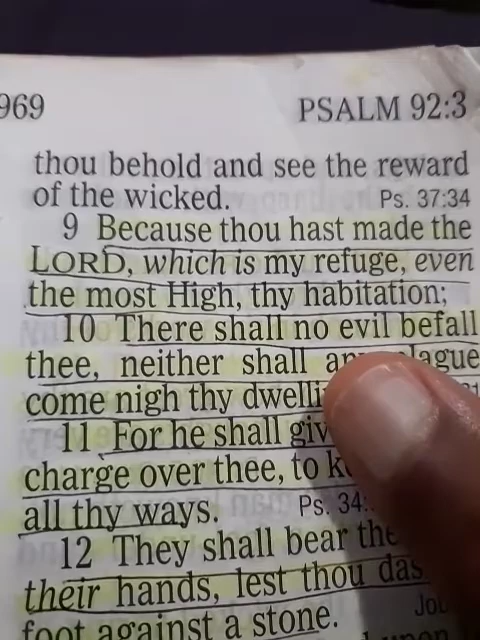 969
PSALM 92:3
thou behold and see the reward
of the wicked. Ps. 37:34
9 Because thou hast made the
LORD, which is my refuge, even
the most High, thy habitation;
10 There shall no evil befall
thee, neither shall
come nigh thy
11 For he shall
charge over thee, to
all thy ways. Ps. 34:
12 They shall bear
their hands, lest thou
foot against a stone.